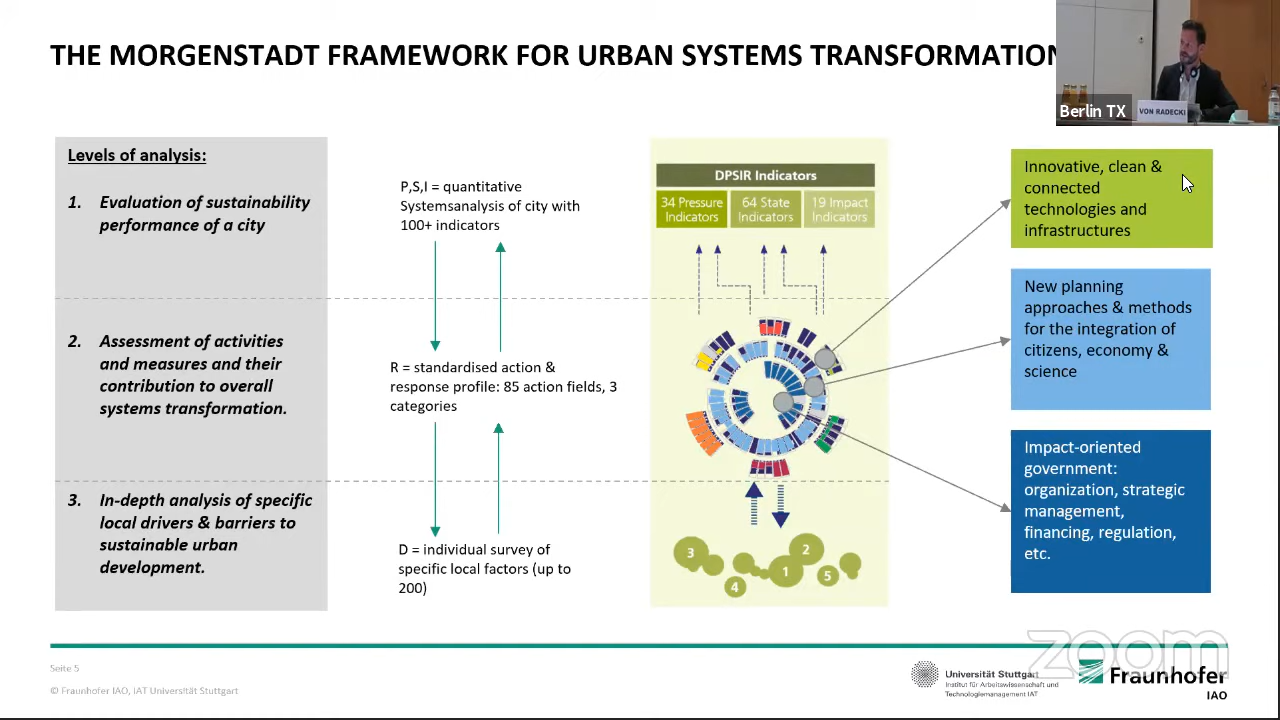 THE MORGENSTADT FRAMEWORK FOR URBAN SYSTEMS TRANSFORMATION
Berlin TX
VON RADECKI
Levels of analysis:
1. Evaluation of sustainability
performance of a city
2. Assessment of activities
and measures and their
contribution to overall
systems transformation.
3. In-depth analysis of specific
local drivers & barriers to
sustainable urban
development.
P,S,I = quantitative
Systemsanalysis of city with
100+ indicators
R = standardised action &
response profile: 85 action fields, 3
categories
D = individual survey of
specific local factors (up to
200)
DPSIR Indicators
34 Pressure
Indicators
64 State
Indicators
19 Impact
Indicators
3
2
1
4
5
Innovative, clean &
connected
technologies and
infrastructures
New planning
approaches & methods
for the integration of
citizens, economy &
science
Impact-oriented
government:
organization, strategic
management,
financing, regulation,
etc.
zoom
Seite 5
© Fraunhofer IAO, IAT Universität Stuttgart
Universität Stuttgart
Institut für Arbeitswissenschaft und
Technologiemanagement IAT
Fraunhofer
IAO